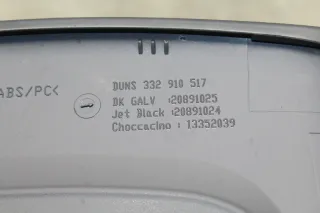 ABS/PC<
DUNS 332 910 517
DK GALV :20891025
Jet Black :20891024
Choccacino : 13352039